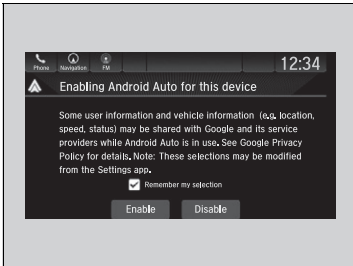 12:34
Phone Navigation FM
Enabling Android Auto for this device
Some user information and vehicle information (e.g. location,
speed, status) may be shared with Google and its service
providers while Android Auto is in use. See Google Privacy
Policy for details. Note: These selections may be modified
from the Settings app.
Remember my selection
Enable Disable